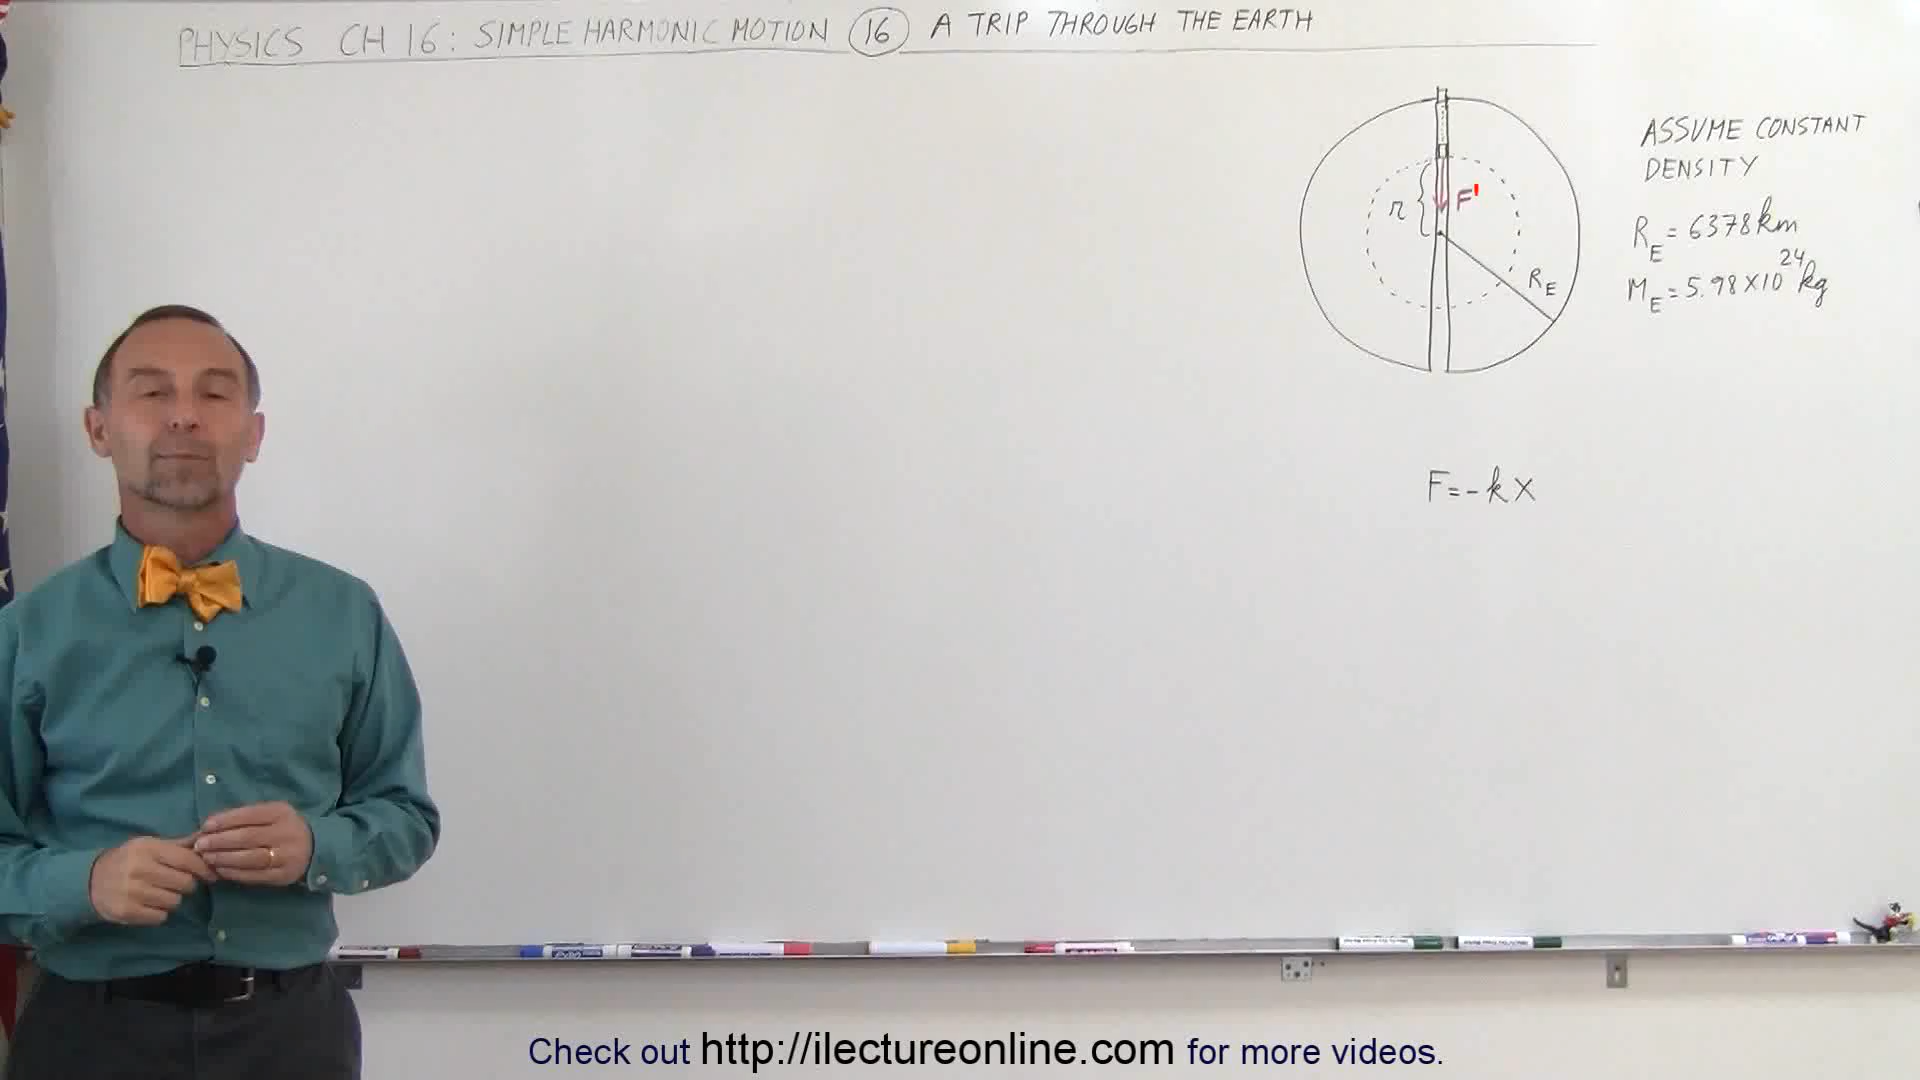 PHYSICS CH 16: SIMPLE HARMONIC MOTION 16 A TRIP THROUGH THE EARTH
ASSUME CONSTANT
DENSITY
r
F'
R_E
R_E = 6378 km
M_E = 5.98 X 10^24 kg
F = -kX
Check out http://ilectureonline.com for more videos.